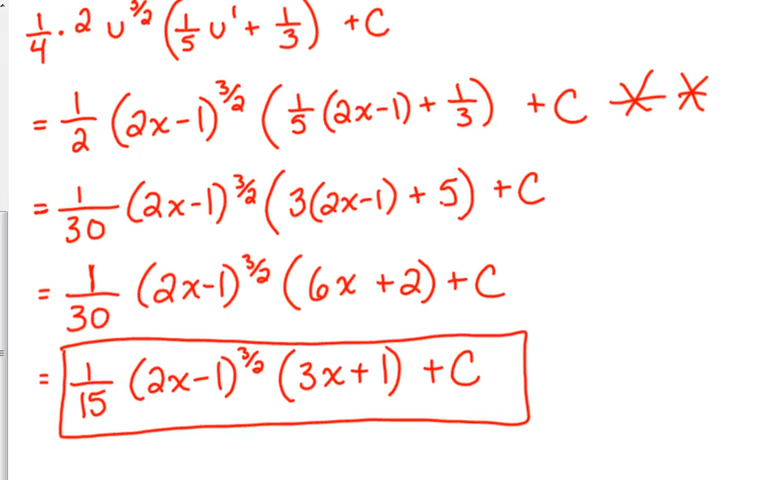 1/4 · 2 u^3/2 (1/5 u^1 + 1/3) + C
= 1/2 (2x-1)^3/2 (1/5 (2x-1) + 1/3) + C **
= 1/30 (2x-1)^3/2 (3(2x-1) + 5) + C
= 1/30 (2x-1)^3/2 (6x + 2) + C
= 1/15 (2x-1)^3/2 (3x+1) + C